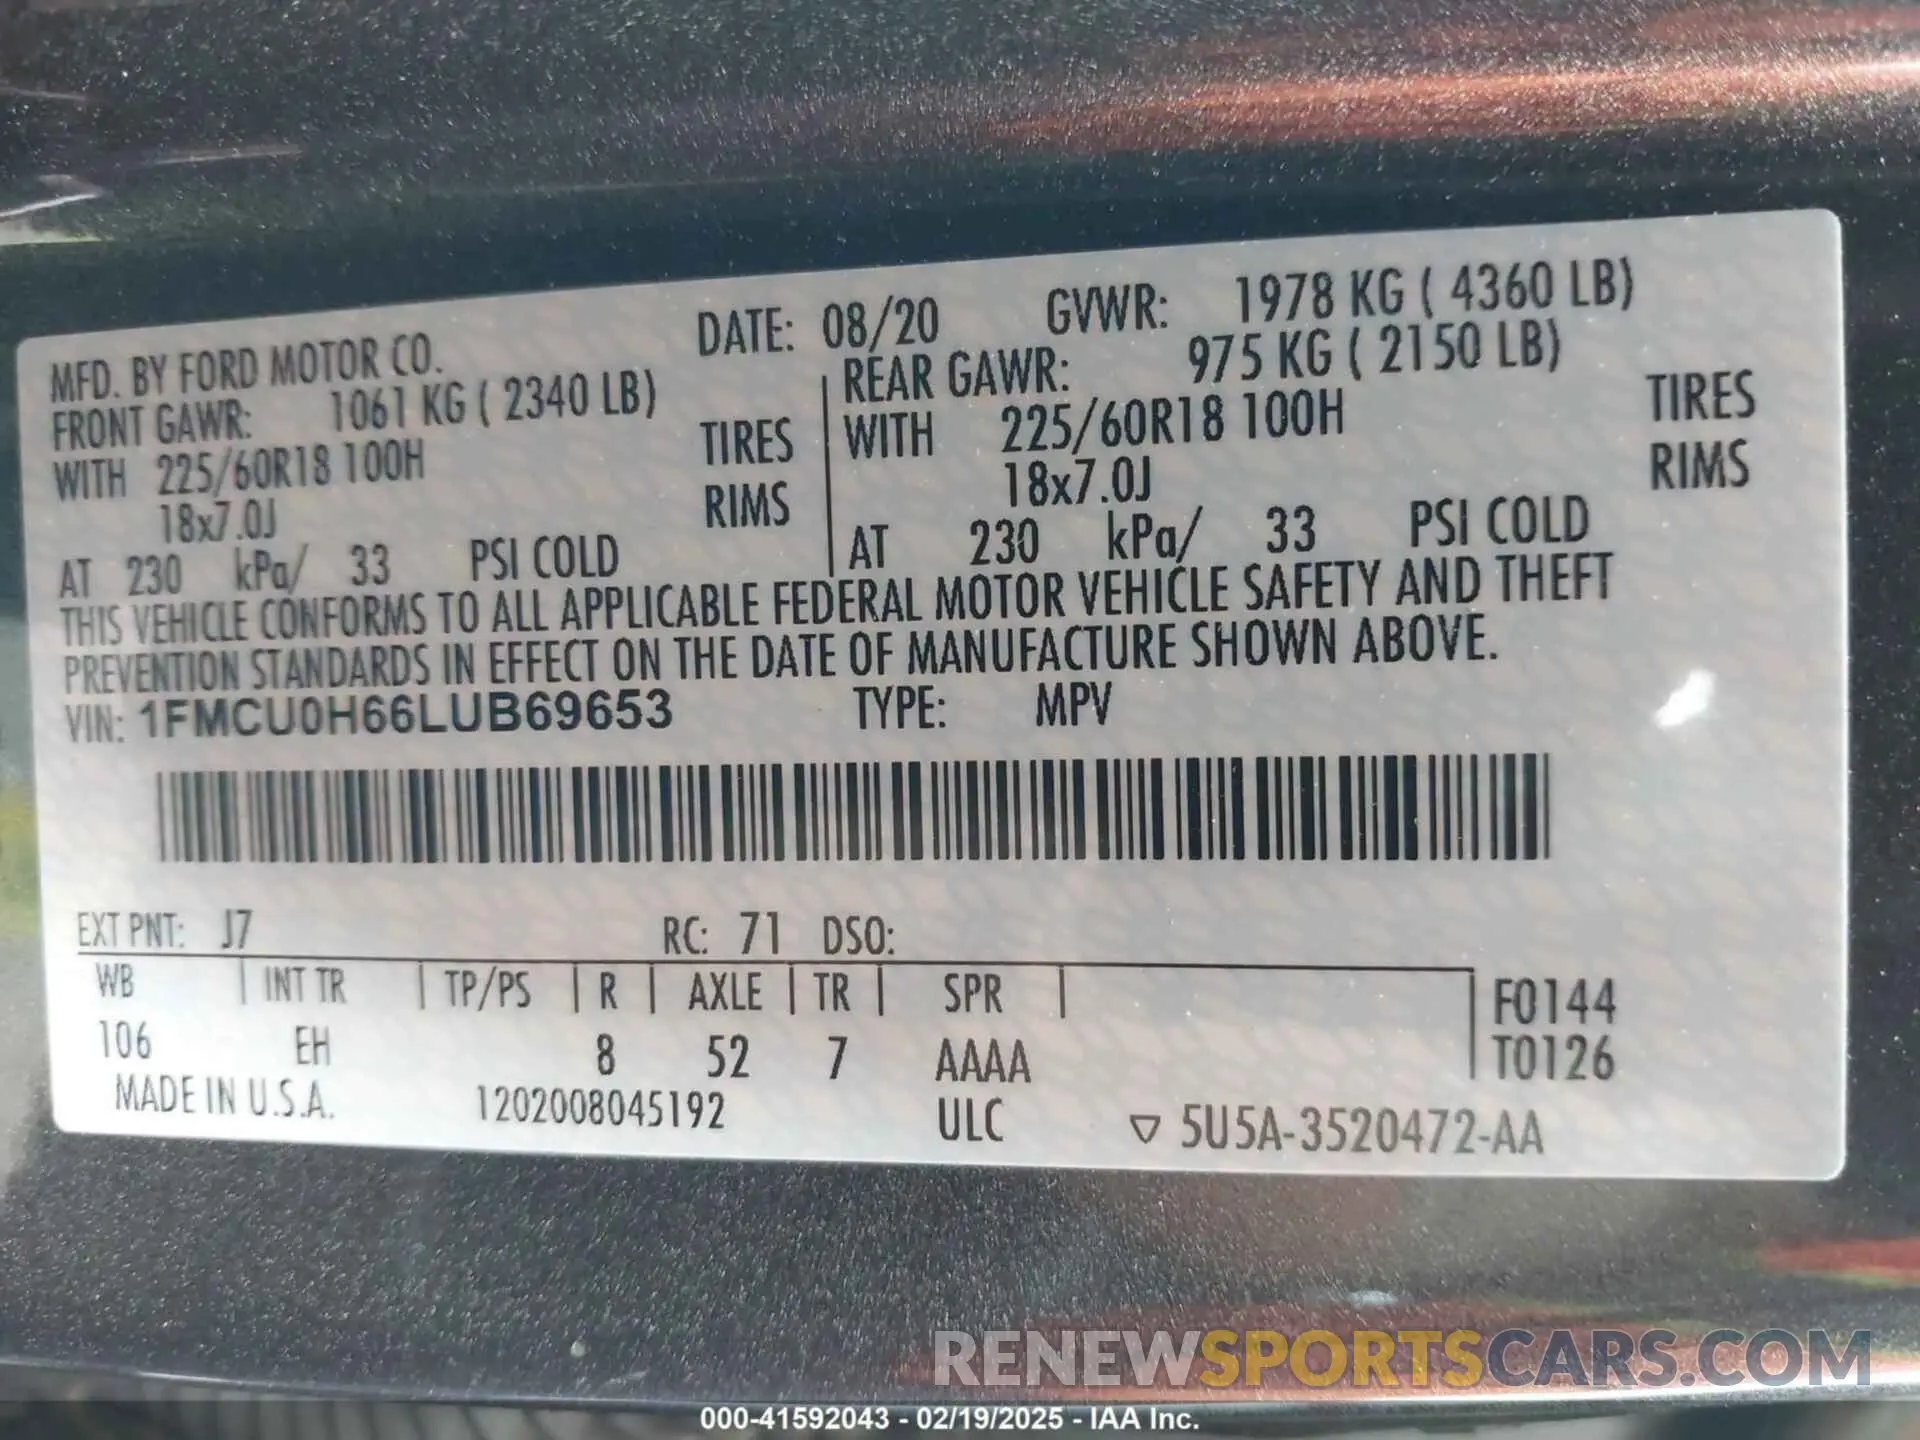 MFD. BY FORD MOTOR CO. DATE: 08/20 GVWR: 1978 KG ( 4360 LB)
FRONT GAWR: 1061 KG ( 2340 LB) REAR GAWR: 975 KG ( 2150 LB)
WITH 225/60R18 100H TIRES WITH 225/60R18 100H TIRES
18x7.0J RIMS 18x7.0J RIMS
AT 230 kPa/ 33 PSI COLD AT 230 kPa/ 33 PSI COLD
THIS VEHICLE CONFORMS TO ALL APPLICABLE FEDERAL MOTOR VEHICLE SAFETY AND THEFT
PREVENTION STANDARDS IN EFFECT ON THE DATE OF MANUFACTURE SHOWN ABOVE.
VIN: 1FMCU0H66LUB69653 TYPE: MPV
EXT PNT: J7 RC: 71 DSO:
WB INT TR TP/PS R AXLE TR SPR F0144
106 EH 8 52 7 AAAA T0126
MADE IN U.S.A. 1202008045192 ULC ▽ 5U5A-3520472-AA
RENEWSPORTSCARS.COM
000-41592043 - 02/19/2025 - IAA Inc.